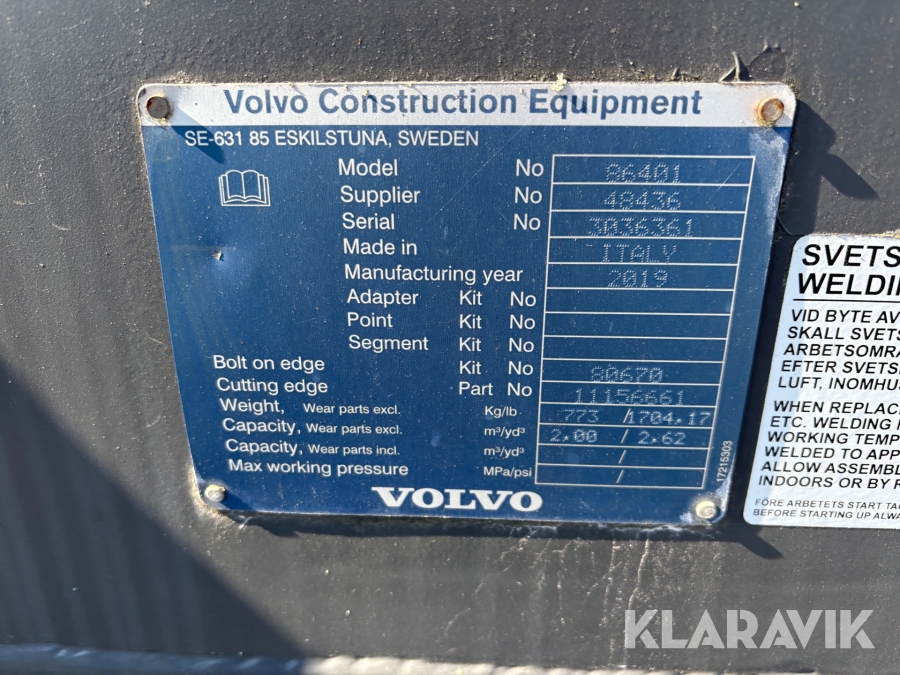 Volvo Construction Equipment
SE-631 85 ESKILSTUNA, SWEDEN
Model No 86401
Supplier No 48436
Serial No 3036361
Made in ITALY
Manufacturing year 2019
Adapter Kit No
Point Kit No
Segment Kit No
Bolt on edge Kit No 80670
Cutting edge Part No 11156661
Weight, Wear parts excl. Kg/lb 773 /1704.17
Capacity, Wear parts excl. m³/yd³ 2.00 / 2.62
Capacity, Wear parts incl. m³/yd³ /
Max working pressure MPa/psi /
VOLVO
17215303
SVETS
WELDI
VID BYTE AV
SKALL SVETS
ARBETSOMRÅ
EFTER SVETS
LUFT, INOMHUS
WHEN REPLAC
ETC. WELDING
WORKING TEMP
WELDED TO APP
ALLOW ASSEMBL
INDOORS OR BY R
FÖRE ARBETETS START TA
BEFORE STARTING UP ALWA
KLARAVIK